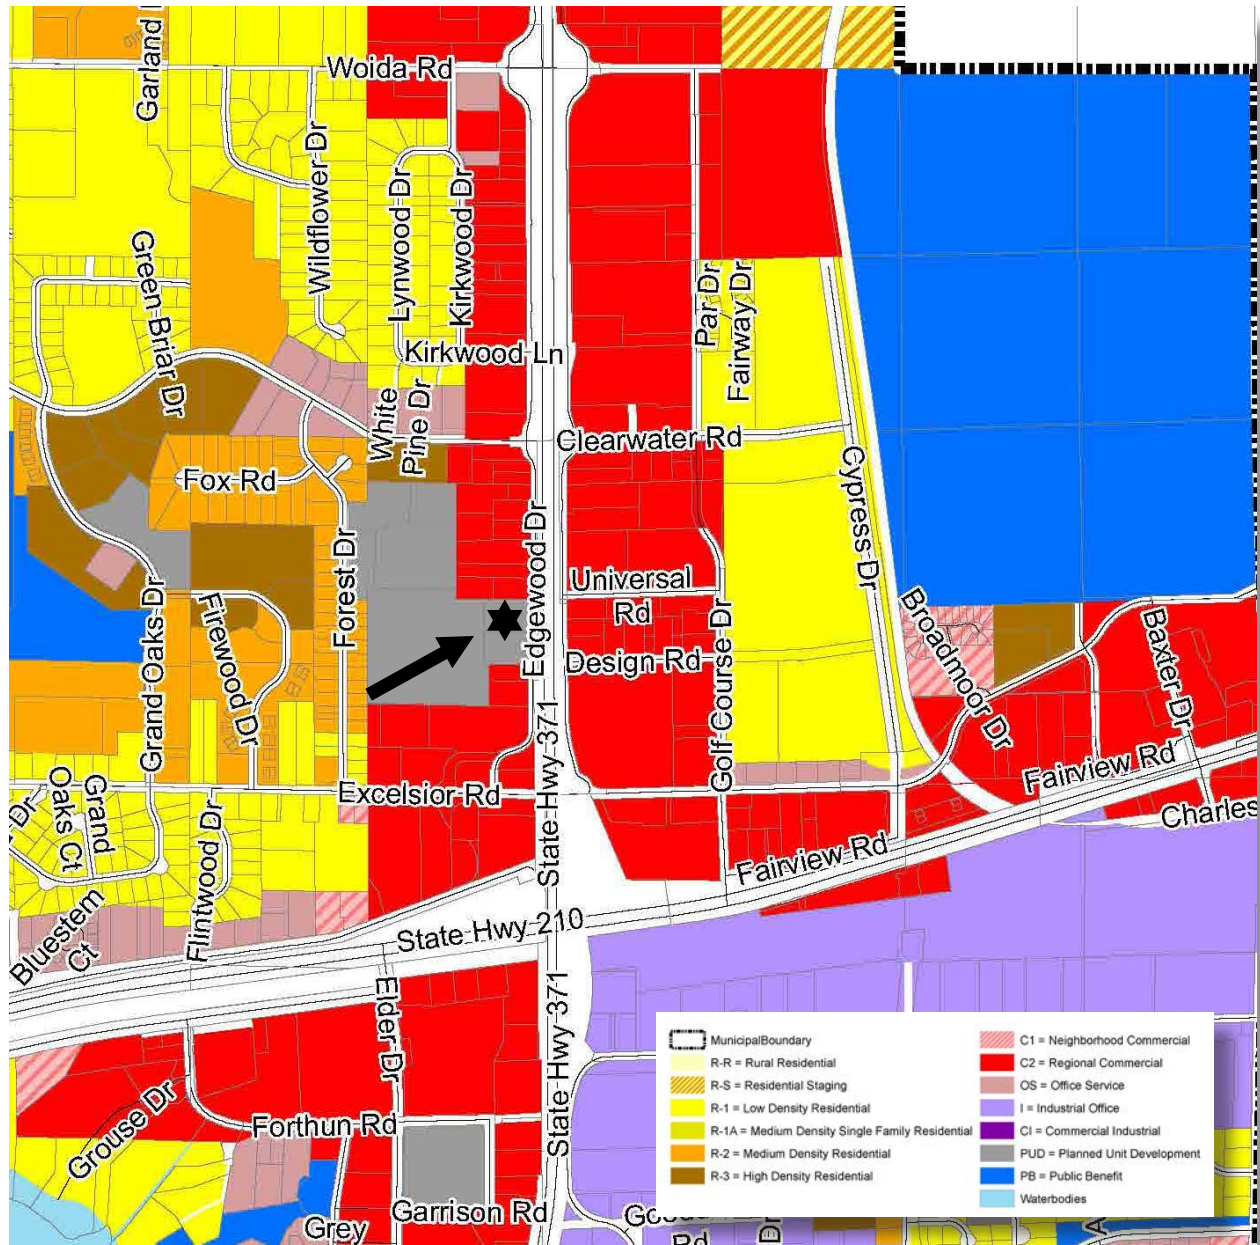 Garland
Woida Rd
Wildflower Dr
Lynwood Dr
Kirkwood Dr
Green Briar Dr
Par Dr
Fairway Dr
Kirkwood Ln
White
Pine Dr
Clearwater Rd
Fox Rd
Cypress Dr
Edgewood Dr
Forest Dr
Universal
Rd
Grand Oaks Dr
Firewood Dr
Design Rd
Golf Course Dr
Broadmoor Dr
Baxter Dr
State Hwy 371
Excelsior Rd
Fairview Rd
Dr
Grand
Oaks Ct
Flintwood Dr
Charles
Fairview Rd
Bluestem
Ct
State Hwy 210
Elder Dr
State Hwy 371
Grouse Dr
Forthun Rd
Garrison Rd
Grey
Rd
MunicipalBoundary
R-R = Rural Residential
R-S = Residential Staging
R-1 = Low Density Residential
R-1A = Medium Density Single Family Residential
R-2 = Medium Density Residential
R-3 = High Density Residential
C1 = Neighborhood Commercial
C2 = Regional Commercial
OS = Office Service
I = Industrial Office
CI = Commercial Industrial
PUD = Planned Unit Development
PB = Public Benefit
Waterbodies